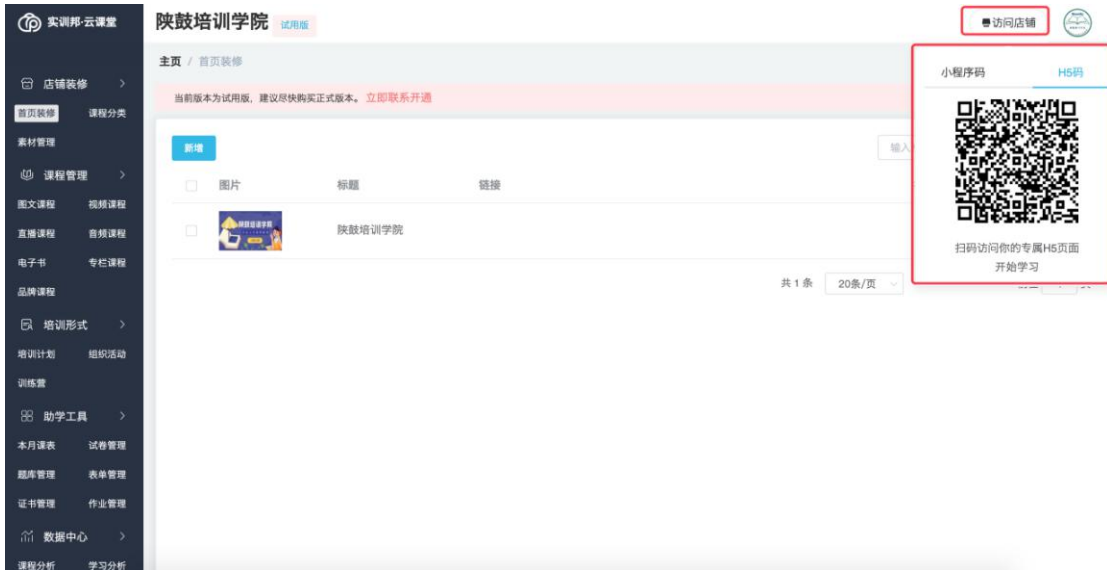 实训邦·云课堂
陕鼓培训学院 试用版
访问店铺
主页 / 首页装修
小程序码 H5码
店铺装修
当前版本为试用版，建议尽快购买正式版本。 立即联系开通
首页装修 课程分类
素材管理
新增
输入
课程管理
图片 标题 链接
图文课程 视频课程
陕鼓培训学院
陕鼓培训学院
直播课程 音频课程
扫码访问你的专属H5页面
开始学习
电子书 专栏课程
共 1 条 20条/页
品牌课程
培训形式
培训计划 组织活动
训练营
助学工具
本月课表 试卷管理
题库管理 表单管理
证书管理 作业管理
数据中心
课程分析 学习分析